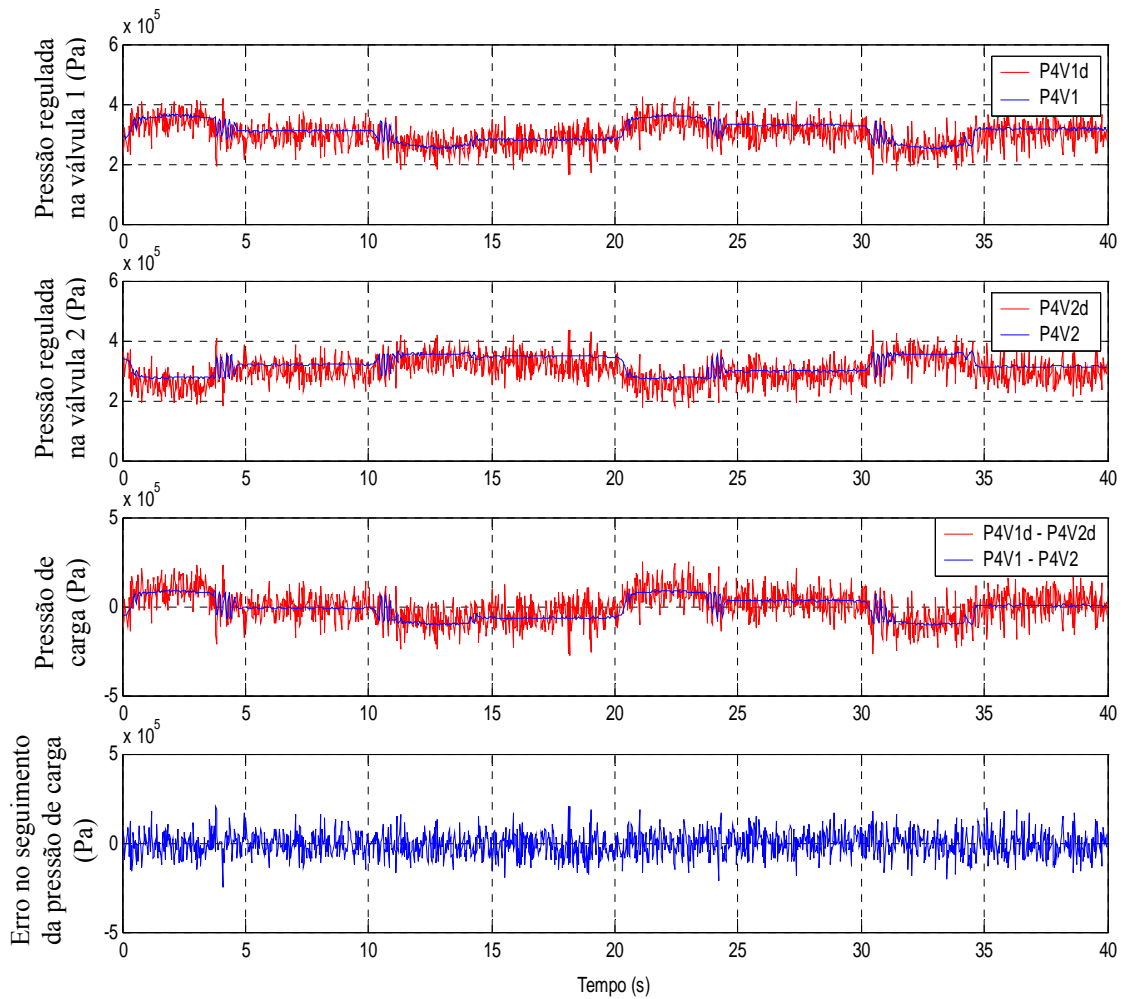 x 10^5
Pressão regulada
na válvula 1 (Pa)
6
4
2
0
P4V1d
P4V1
0 5 10 15 20 25 30 35 40
x 10^5
Pressão regulada
na válvula 2 (Pa)
6
4
2
0
P4V2d
P4V2
0 5 10 15 20 25 30 35 40
x 10^5
Pressão de
carga (Pa)
5
0
-5
P4V1d - P4V2d
P4V1 - P4V2
0 5 10 15 20 25 30 35 40
x 10^5
Erro no seguimento
da pressão de carga
(Pa)
5
0
-5
0 5 10 15 20 25 30 35 40
Tempo (s)